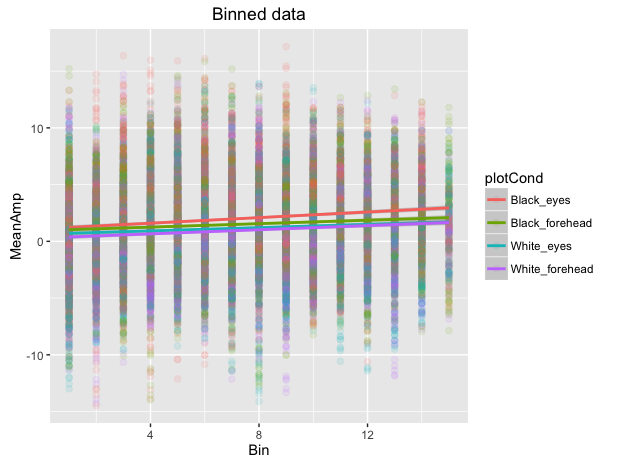 Binned data
MeanAmp
10
0
-10
4
8
12
Bin
plotCond
Black_eyes
Black_forehead
White_eyes
White_forehead